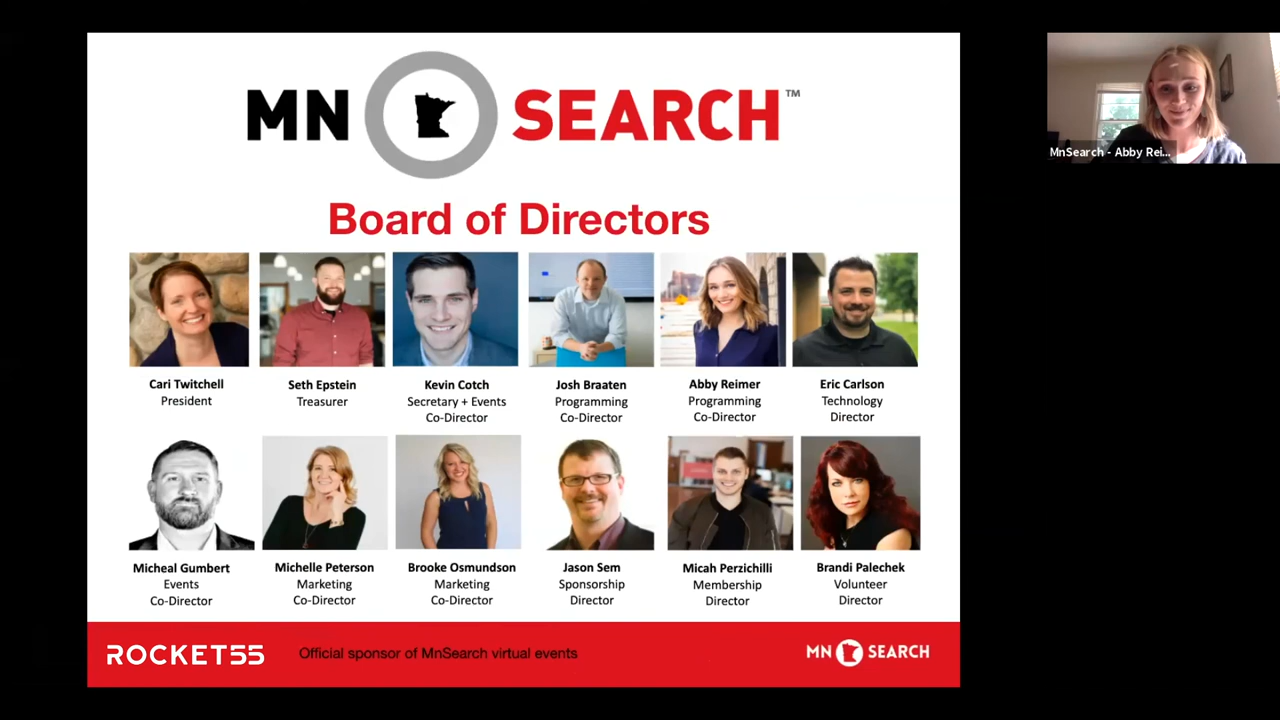 MN SEARCH™
MnSearch - Abby Rei...
Board of Directors
Cari Twitchell
President
Seth Epstein
Treasurer
Kevin Cotch
Secretary + Events
Co-Director
Josh Braaten
Programming
Co-Director
Abby Reimer
Programming
Co-Director
Eric Carlson
Technology
Director
Micheal Gumbert
Events
Co-Director
Michelle Peterson
Marketing
Co-Director
Brooke Osmundson
Marketing
Co-Director
Jason Sem
Sponsorship
Director
Micah Perzichilli
Membership
Director
Brandi Palechek
Volunteer
Director
ROCKET55
Official sponsor of MnSearch virtual events
MN SEARCH